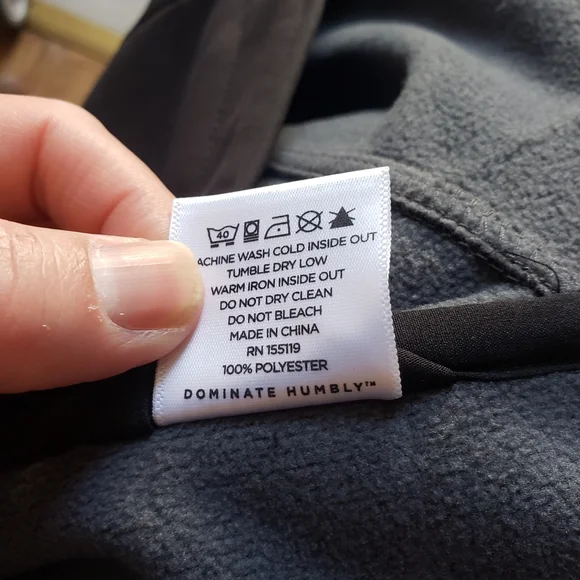 40
ACHINE WASH COLD INSIDE OUT
TUMBLE DRY LOW
WARM IRON INSIDE OUT
DO NOT DRY CLEAN
DO NOT BLEACH
MADE IN CHINA
RN 155119
100% POLYESTER
DOMINATE HUMBLY™